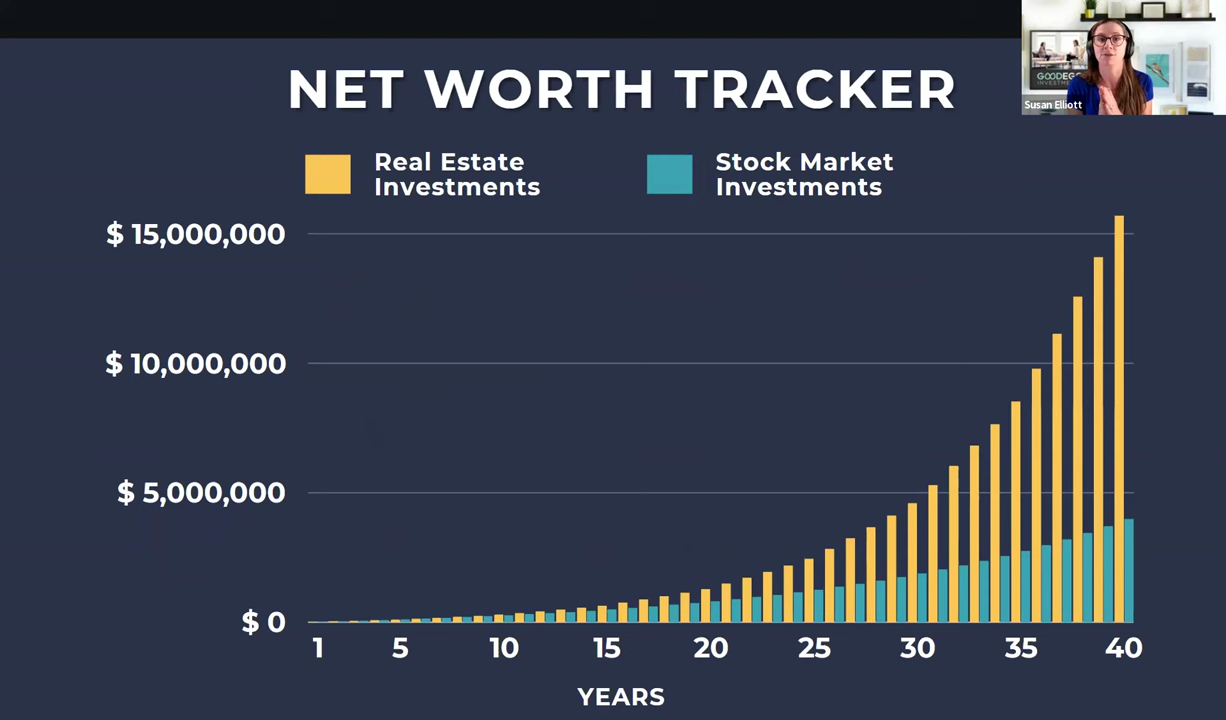 NET WORTH TRACKER
Susan Elliott
Real Estate
Investments
Stock Market
Investments
$ 15,000,000
$ 10,000,000
$ 5,000,000
$ 0
1 5 10 15 20 25 30 35 40
YEARS